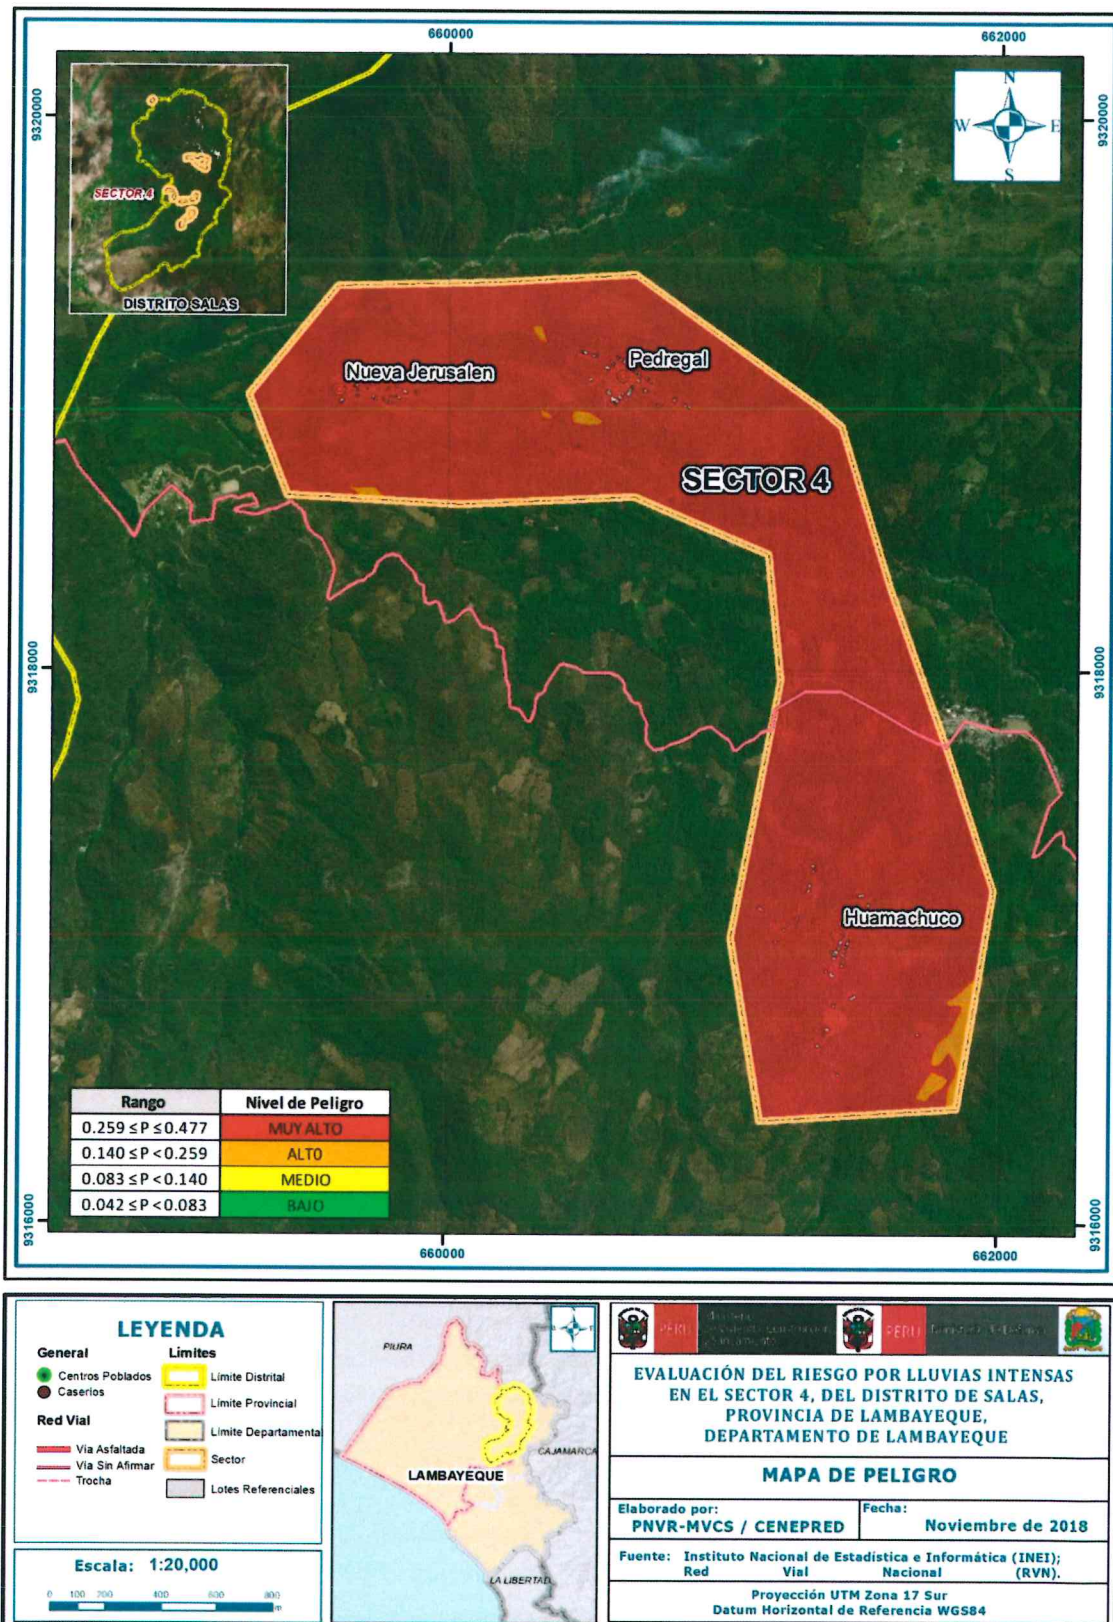 660000
662000
9320000
9320000
N
W
E
S
SECTOR 4
DISTRITO SALAS
Nueva Jerusalen
Pedregal
SECTOR 4
9318000
9318000
Huamachuco
Rango
Nivel de Peligro
0.259 ≤ P ≤ 0.477
MUY ALTO
0.140 ≤ P < 0.259
ALTO
0.083 ≤ P < 0.140
MEDIO
0.042 ≤ P < 0.083
BAJO
9316000
9316000
660000
662000
LEYENDA
General
Centros Poblados
Caserios
Red Vial
Via Asfaltada
Via Sin Afirmar
Trocha
Limites
Límite Distrital
Límite Provincial
Límite Departamental
Sector
Lotes Referenciales
Escala: 1:20,000
0 100 200 400 600 800
m
PIURA
CAJAMARCA
LAMBAYEQUE
LA LIBERTAD
PERÚ
PERÚ
EVALUACIÓN DEL RIESGO POR LLUVIAS INTENSAS
EN EL SECTOR 4, DEL DISTRITO DE SALAS,
PROVINCIA DE LAMBAYEQUE,
DEPARTAMENTO DE LAMBAYEQUE
MAPA DE PELIGRO
Elaborado por:
PNVR-MVCS / CENEPRED
Fecha:
Noviembre de 2018
Fuente: Instituto Nacional de Estadística e Informática (INEI);
Red Vial Nacional (RVN).
Proyección UTM Zona 17 Sur
Datum Horizontal de Referencia WGS84